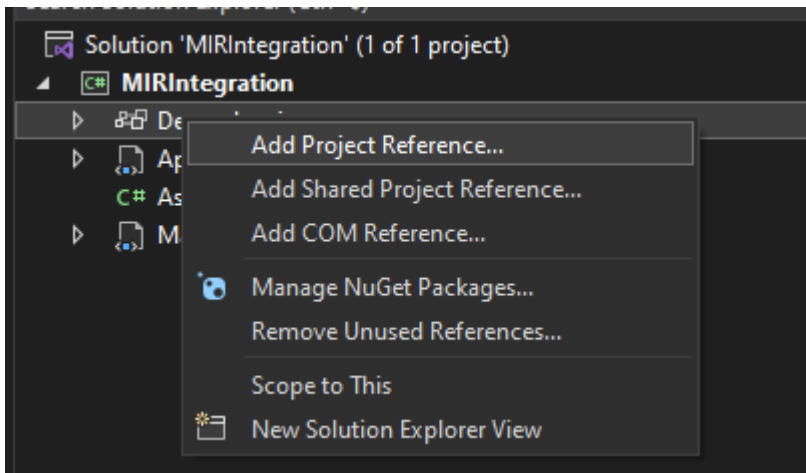 Solution 'MIRIntegration' (1 of 1 project)
C# MIRIntegration
Add Project Reference...
Add Shared Project Reference...
C# As
Add COM Reference...
Manage NuGet Packages...
Remove Unused References...
Scope to This
New Solution Explorer View